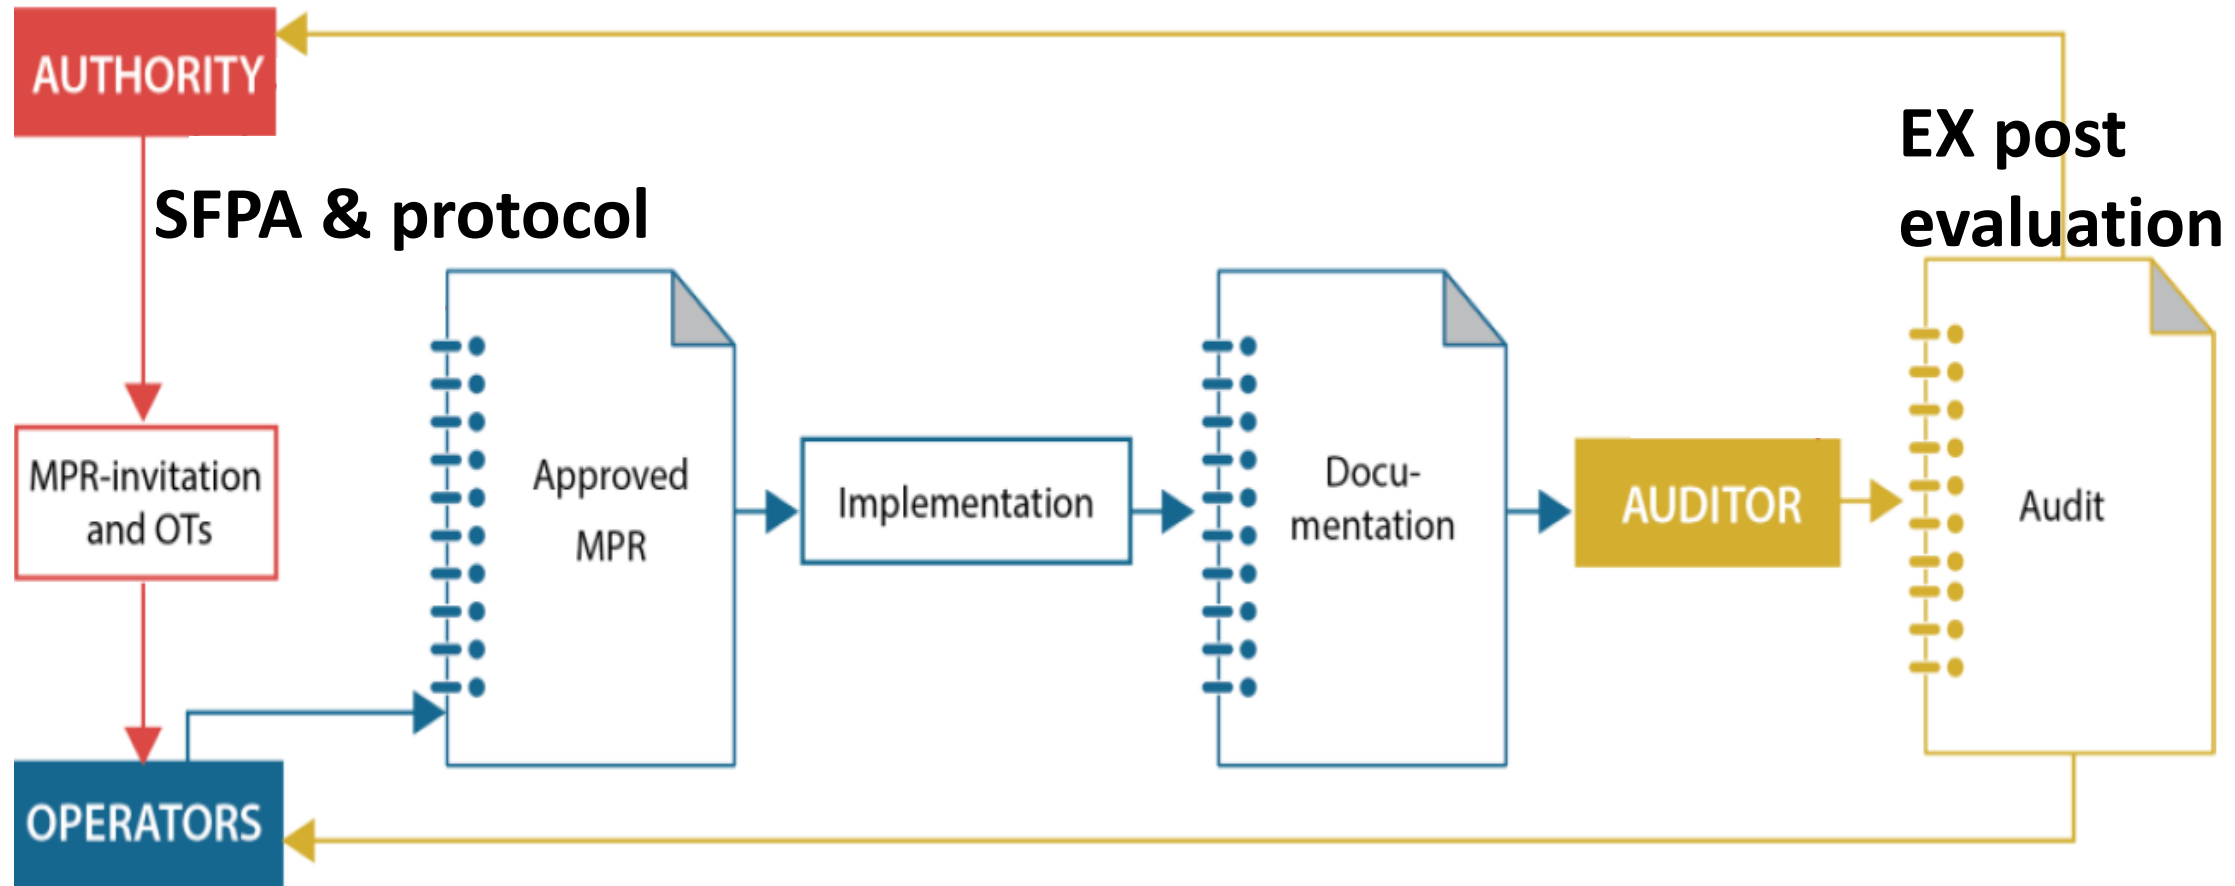 AUTHORITY
EX post
evaluation
SFPA & protocol
MPR-invitation
and OTs
Approved
MPR
Implementation
Docu-
mentation
AUDITOR
Audit
OPERATORS